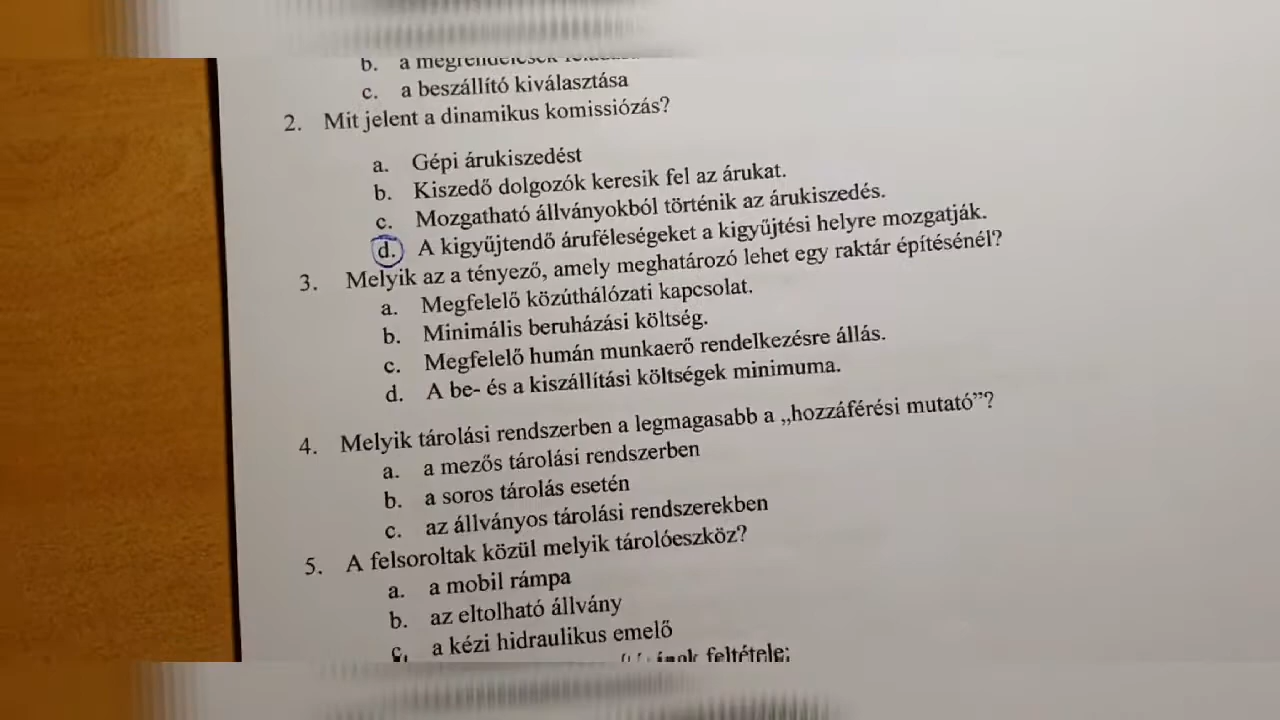 b. a megrendelések
c. a beszállító kiválasztása
2. Mit jelent a dinamikus komissiózás?
a. Gépi árukiszedést
b. Kiszedő dolgozók keresik fel az árukat.
c. Mozgatható állványokból történik az árukiszedés.
d. A kigyűjtendő áruféleségeket a kigyűjtési helyre mozgatják.
3. Melyik az a tényező, amely meghatározó lehet egy raktár építésénél?
a. Megfelelő közúthálózati kapcsolat.
b. Minimális beruházási költség.
c. Megfelelő humán munkaerő rendelkezésre állás.
d. A be- és a kiszállítási költségek minimuma.
4. Melyik tárolási rendszerben a legmagasabb a „hozzáférési mutató”?
a. a mezős tárolási rendszerben
b. a soros tárolás esetén
c. az állványos tárolási rendszerekben
5. A felsoroltak közül melyik tárolóeszköz?
a. a mobil rámpa
b. az eltolható állvány
c. a kézi hidraulikus emelő
feltétele: